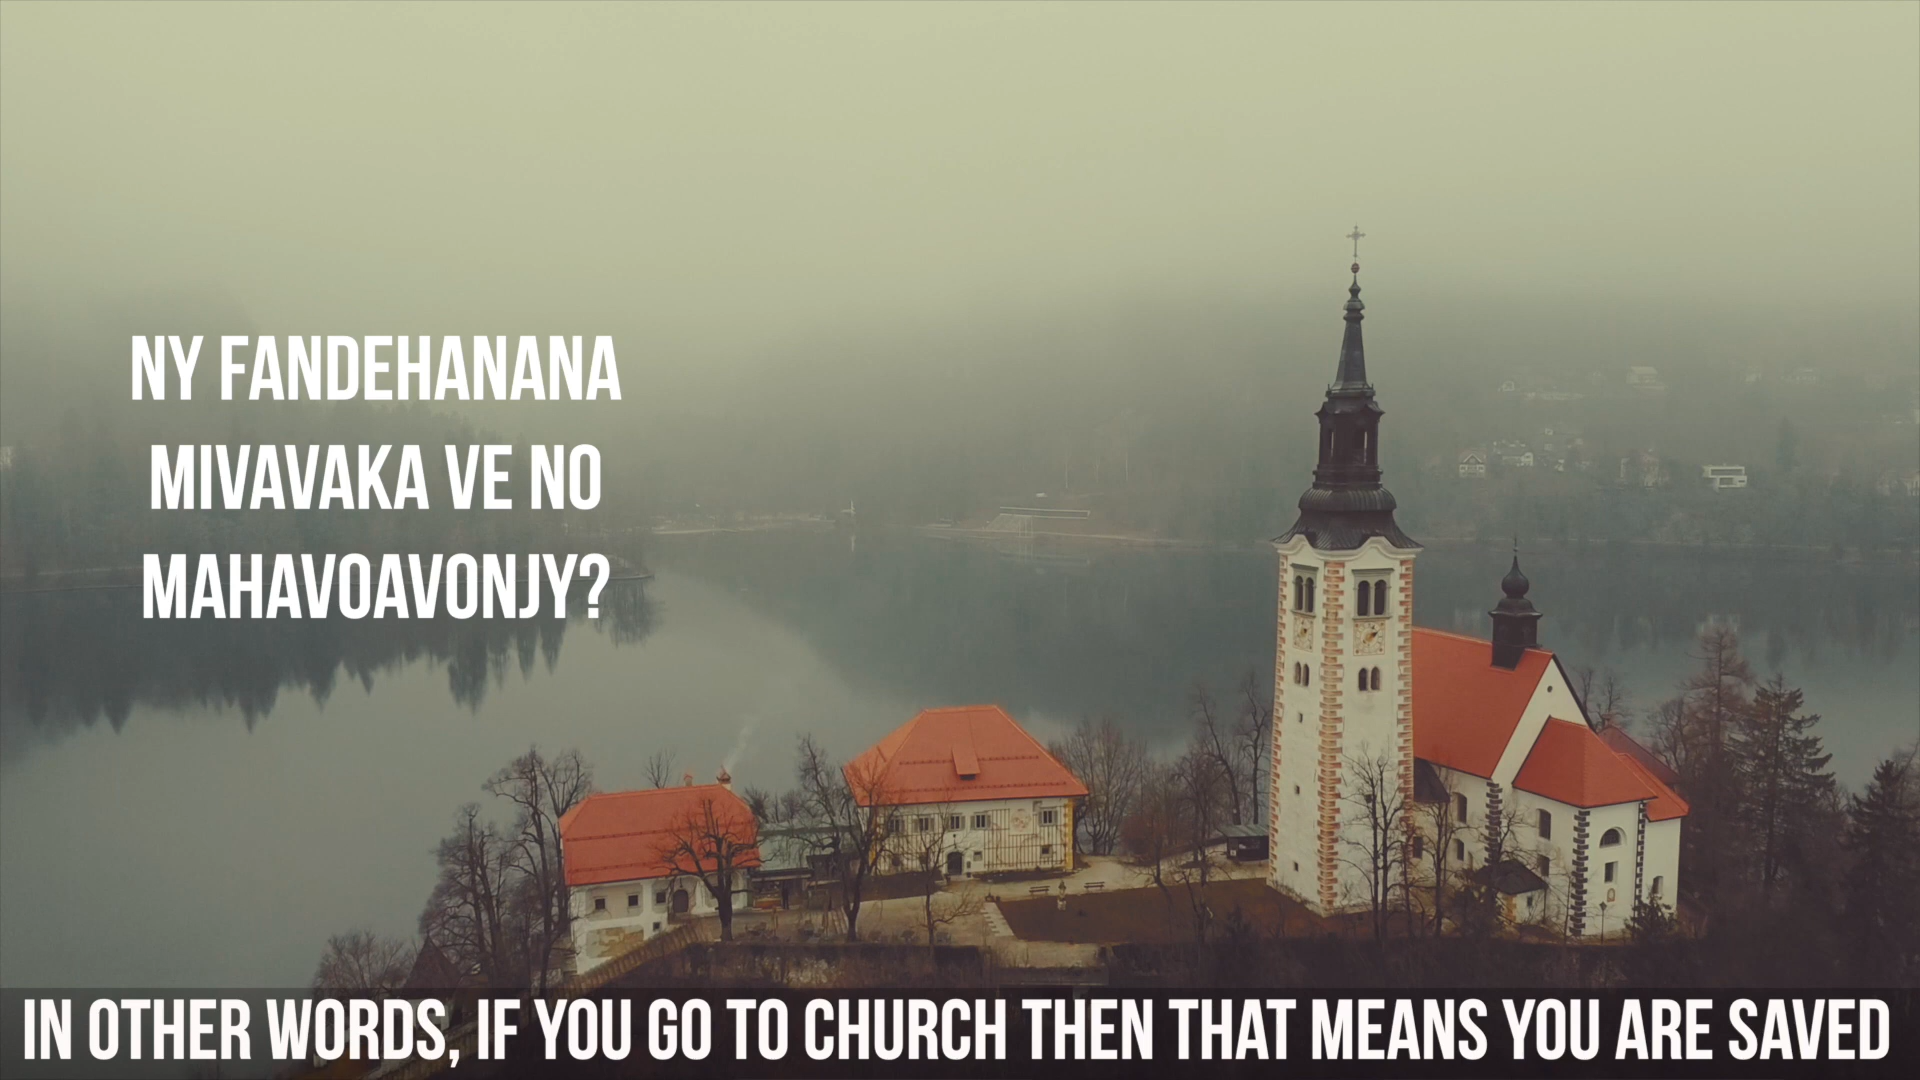 NY FANDEHANANA
MIVAVAKA VE NO
MAHAVOAVONJY?
IN OTHER WORDS, IF YOU GO TO CHURCH THEN THAT MEANS YOU ARE SAVED